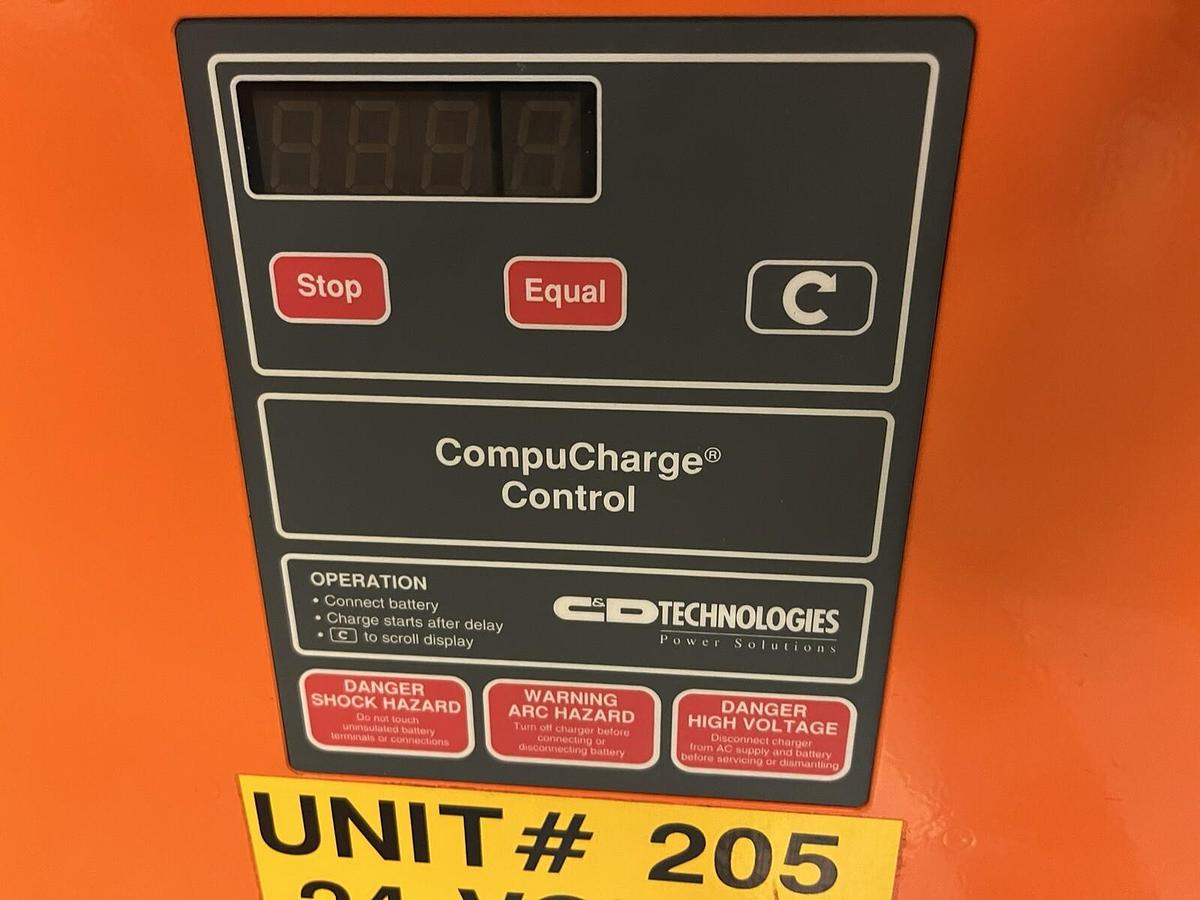 Stop
Equal
C
CompuCharge®
Control
OPERATION
• Connect battery
• Charge starts after delay
• C to scroll display
C&D TECHNOLOGIES
Power Solutions
DANGER
SHOCK HAZARD
Do not touch
uninsulated battery
terminals or connections
WARNING
ARC HAZARD
Turn off charger before
connecting or
disconnecting battery
DANGER
HIGH VOLTAGE
Disconnect charger
from AC supply and battery
before servicing or dismantling
UNIT # 205
24